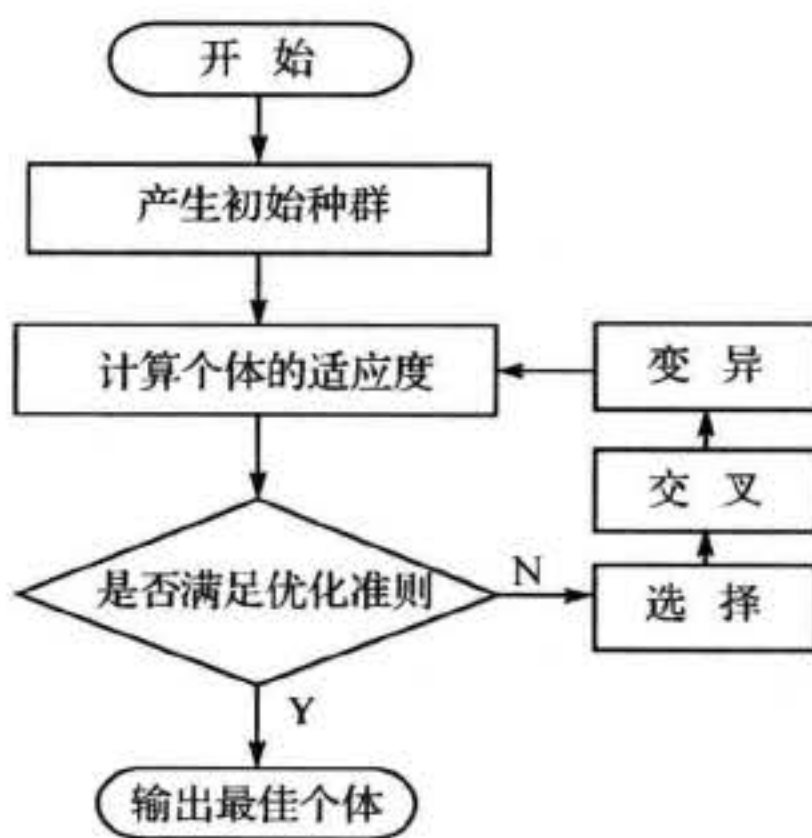 开 始
产生初始种群
计算个体的适应度
变 异
交 叉
是否满足优化准则
N
选 择
Y
输出最佳个体